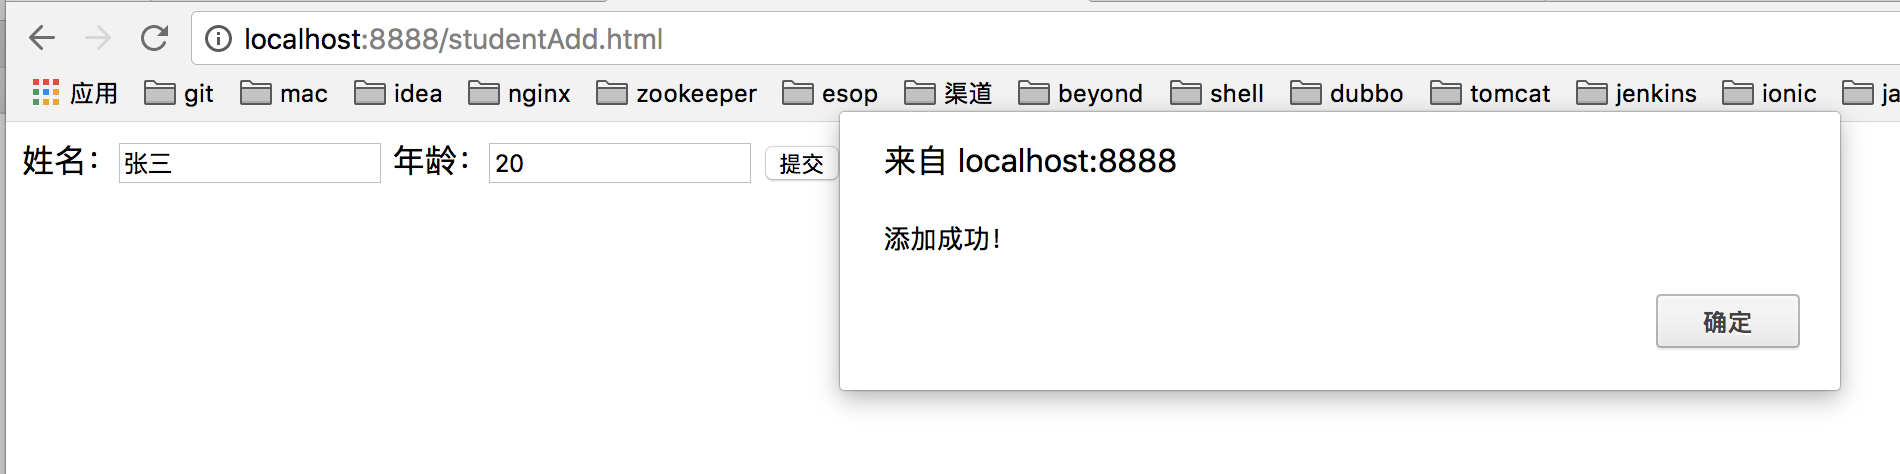 localhost:8888/studentAdd.html
应用 git mac idea nginx zookeeper esop 渠道 beyond shell dubbo tomcat jenkins ionic ja
姓名： 张三 年龄： 20 提交
来自 localhost:8888
添加成功！
确定